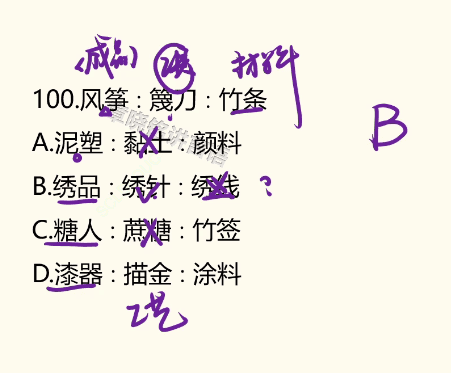 (成品) 工具 材料
100.风筝 : 篾刀 : 竹条
A.泥塑 : 黏土 : 颜料
B.绣品 : 绣针 : 绣线 ?
C.糖人 : 蔗糖 : 竹签
D.漆器 : 描金 : 涂料
工艺
B